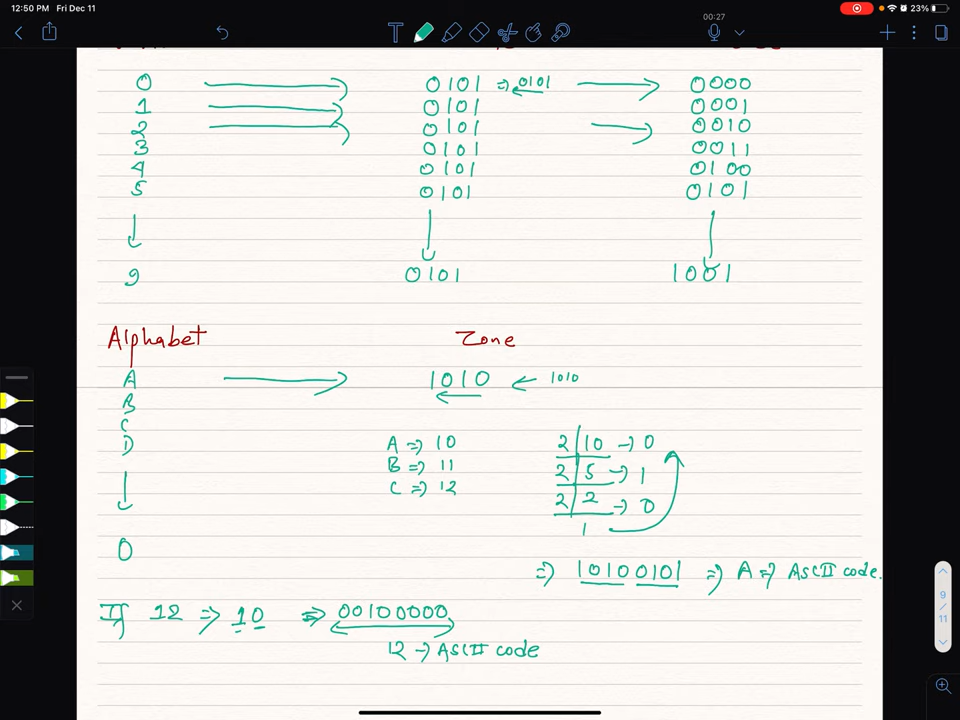 12:50 PM Fri Dec 11
23%
00:27
T
0 0101 ⇒ 0101 → 0000
1 0101 0001
2 0101 → 0010
3 0101 0011
4 0101 0100
5 0101 0101
9 0101 1001
Alphabet Zone
A → 1010 ← 1010
B
C
D
A ⇒ 10 2 10 → 0
B ⇒ 11 2 5 → 1
C ⇒ 12 2 2 → 0
1
O
⇒ 10100101 ⇒ A ⇒ ASCII code.
If 12 ⇒ 10 ⇒ 00100000
12 → ASCII code
9
/
11